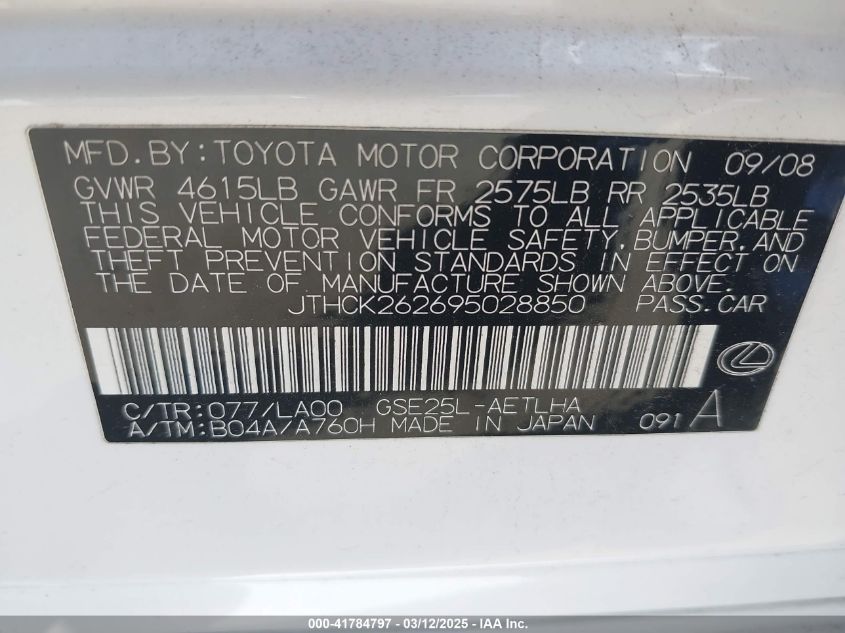 MFD. BY: TOYOTA MOTOR CORPORATION 09/08
GVWR 4615LB GAWR FR 2575LB RR 2535LB
THIS VEHICLE CONFORMS TO ALL APPLICABLE
FEDERAL MOTOR VEHICLE SAFETY, BUMPER, AND
THEFT PREVENTION STANDARDS IN EFFECT ON
THE DATE OF MANUFACTURE SHOWN ABOVE.
JTHCK262695028850 PASS. CAR
C/TR: 077/LA00 GSE25L-AETLHA
A/TM: B04A/A760H MADE IN JAPAN 091 A
000-41784797 - 03/12/2025 - IAA Inc.